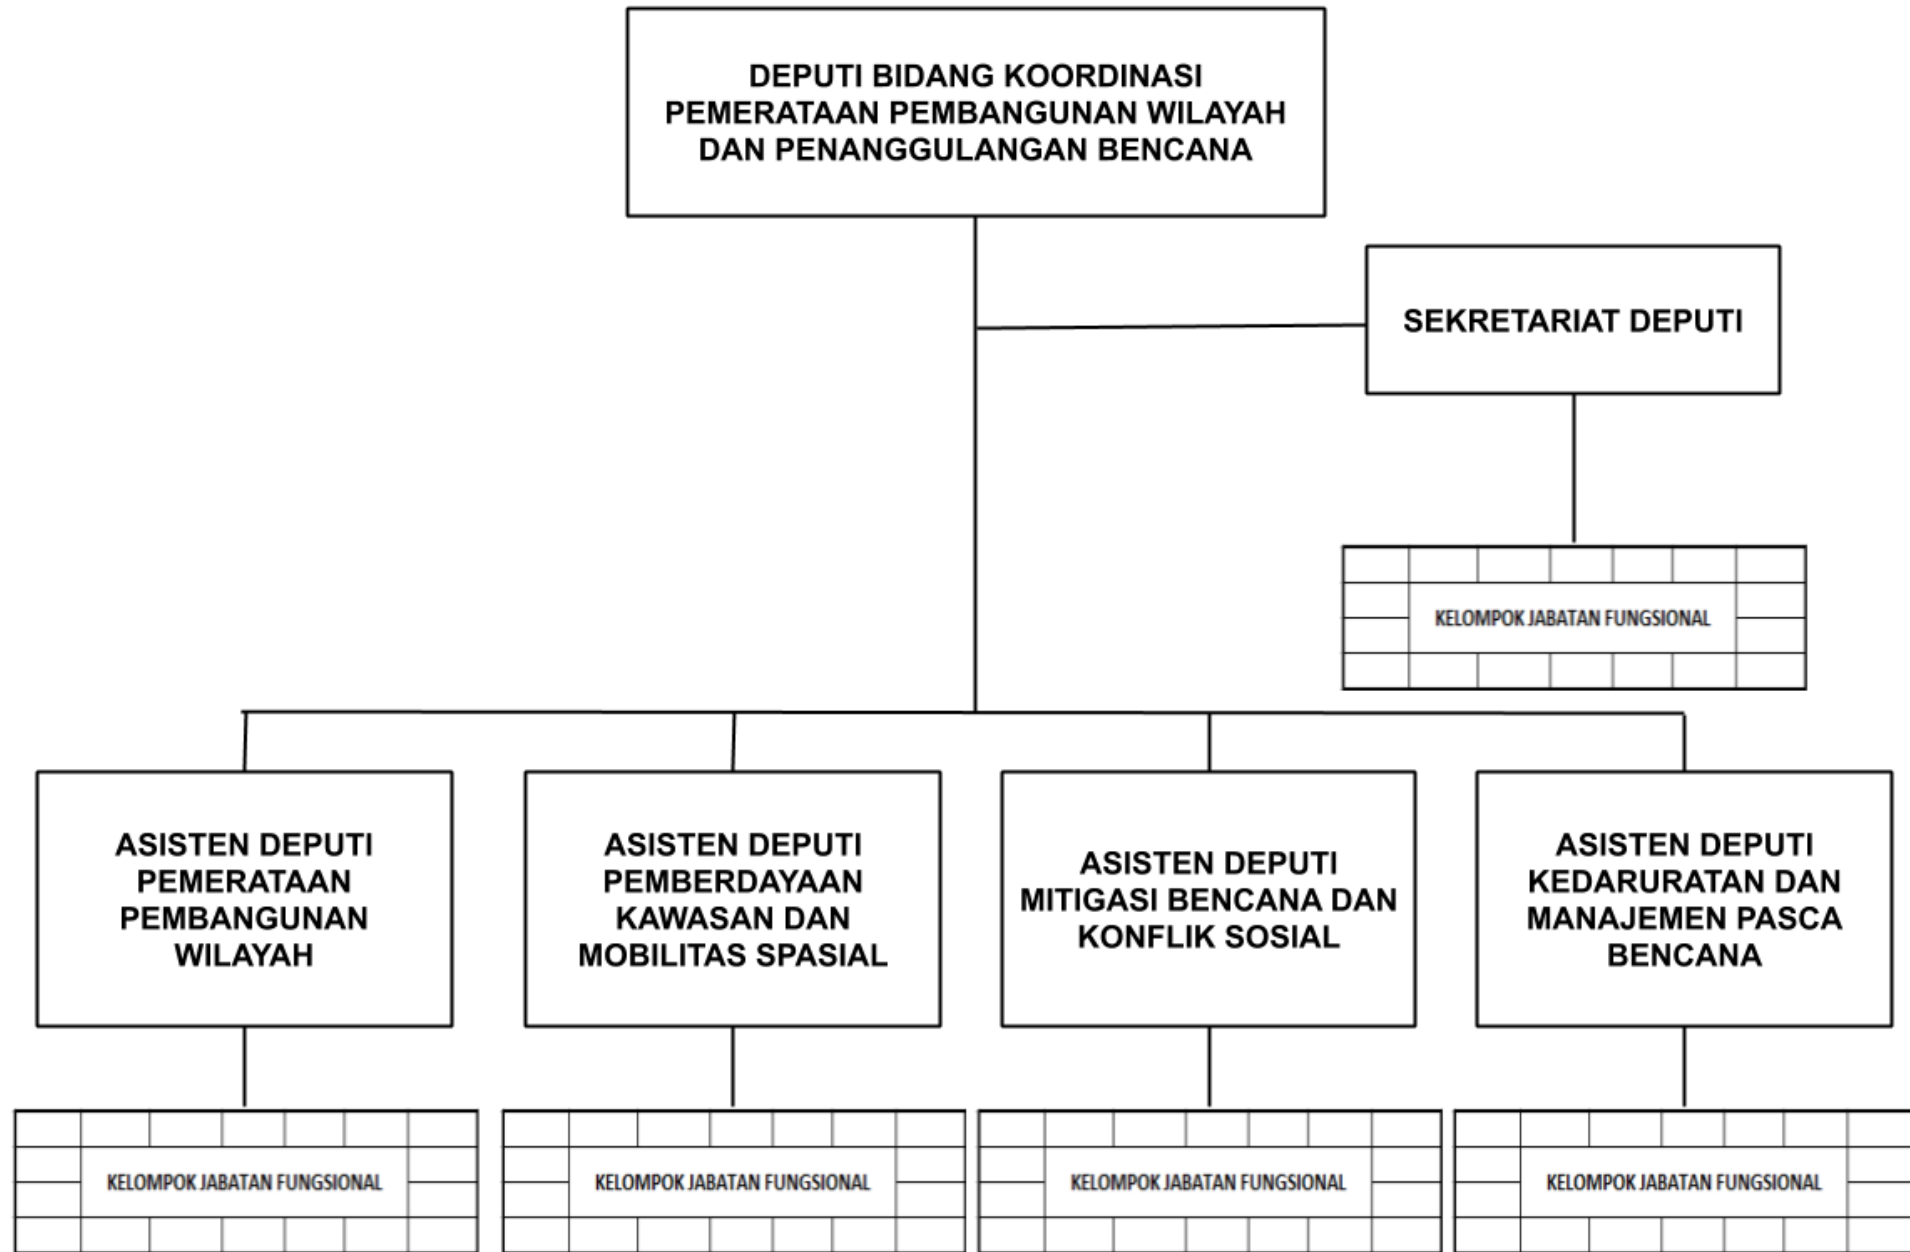 DEPUTI BIDANG KOORDINASI
PEMERATAAN PEMBANGUNAN WILAYAH
DAN PENANGGULANGAN BENCANA
SEKRETARIAT DEPUTI
KELOMPOK JABATAN FUNGSIONAL
ASISTEN DEPUTI
PEMERATAAN
PEMBANGUNAN
WILAYAH
ASISTEN DEPUTI
PEMBERDAYAAN
KAWASAN DAN
MOBILITAS SPASIAL
ASISTEN DEPUTI
MITIGASI BENCANA DAN
KONFLIK SOSIAL
ASISTEN DEPUTI
KEDARURATAN DAN
MANAJEMEN PASCA
BENCANA
KELOMPOK JABATAN FUNGSIONAL
KELOMPOK JABATAN FUNGSIONAL
KELOMPOK JABATAN FUNGSIONAL
KELOMPOK JABATAN FUNGSIONAL